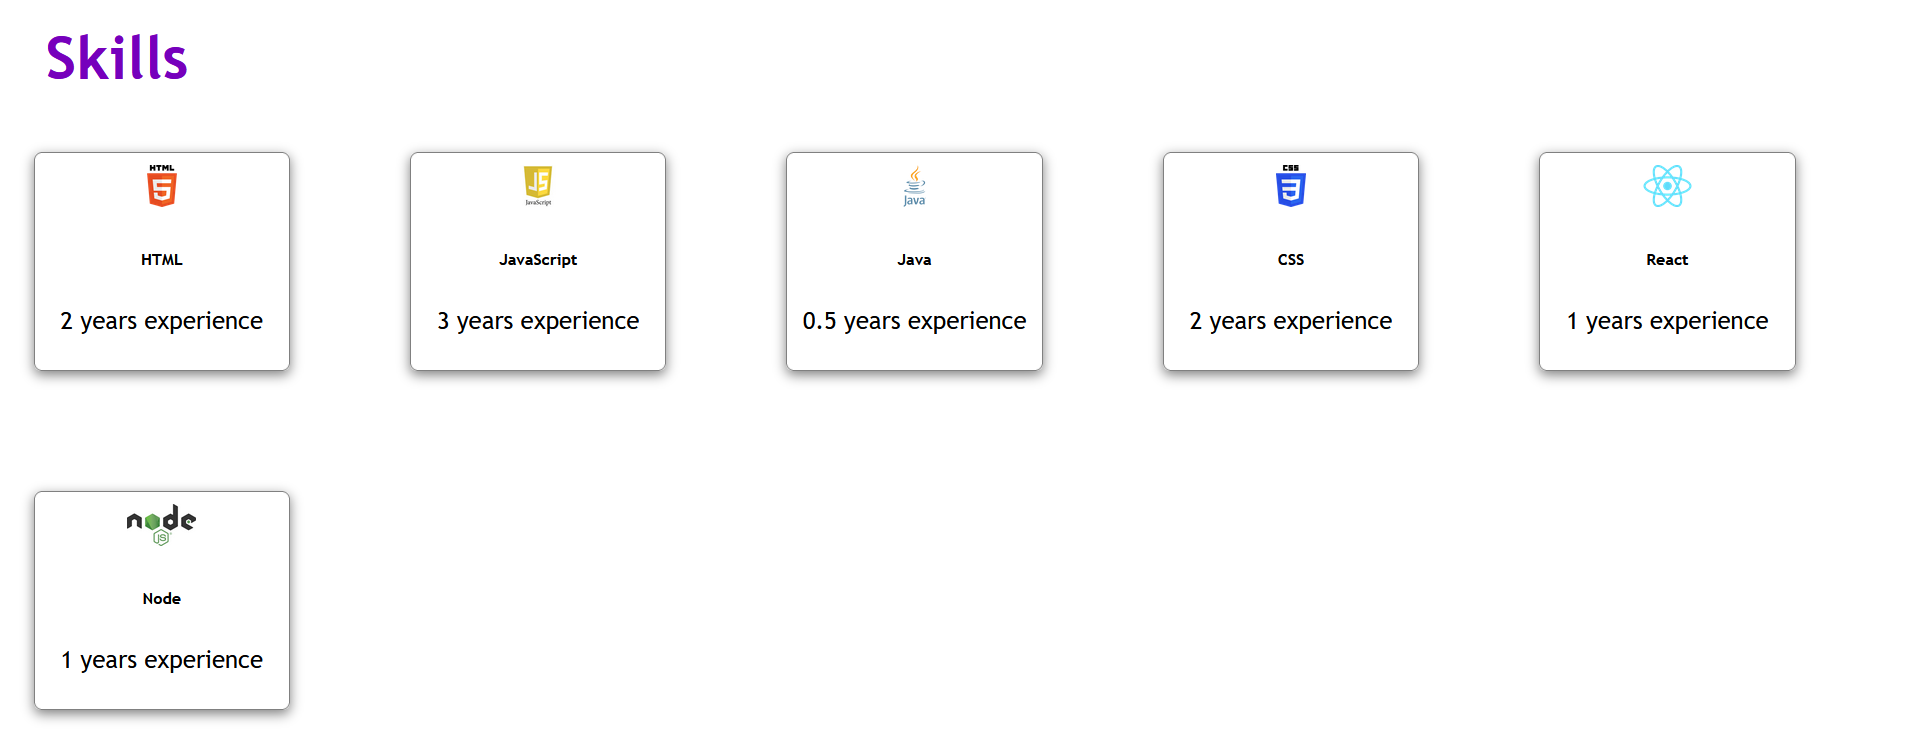 Skills
HTML
5
HTML
2 years experience
JS
JavaScript
JavaScript
3 years experience
Java
Java
0.5 years experience
CSS
3
CSS
2 years experience
React
1 years experience
node
JS
Node
1 years experience